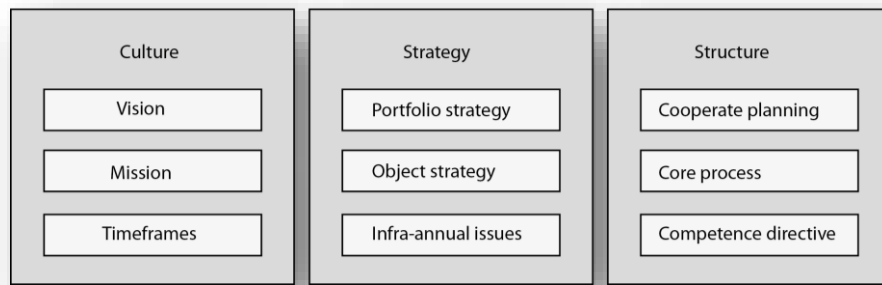 Culture
Vision
Mission
Timeframes
Strategy
Portfolio strategy
Object strategy
Infra-annual issues
Structure
Cooperate planning
Core process
Competence directive